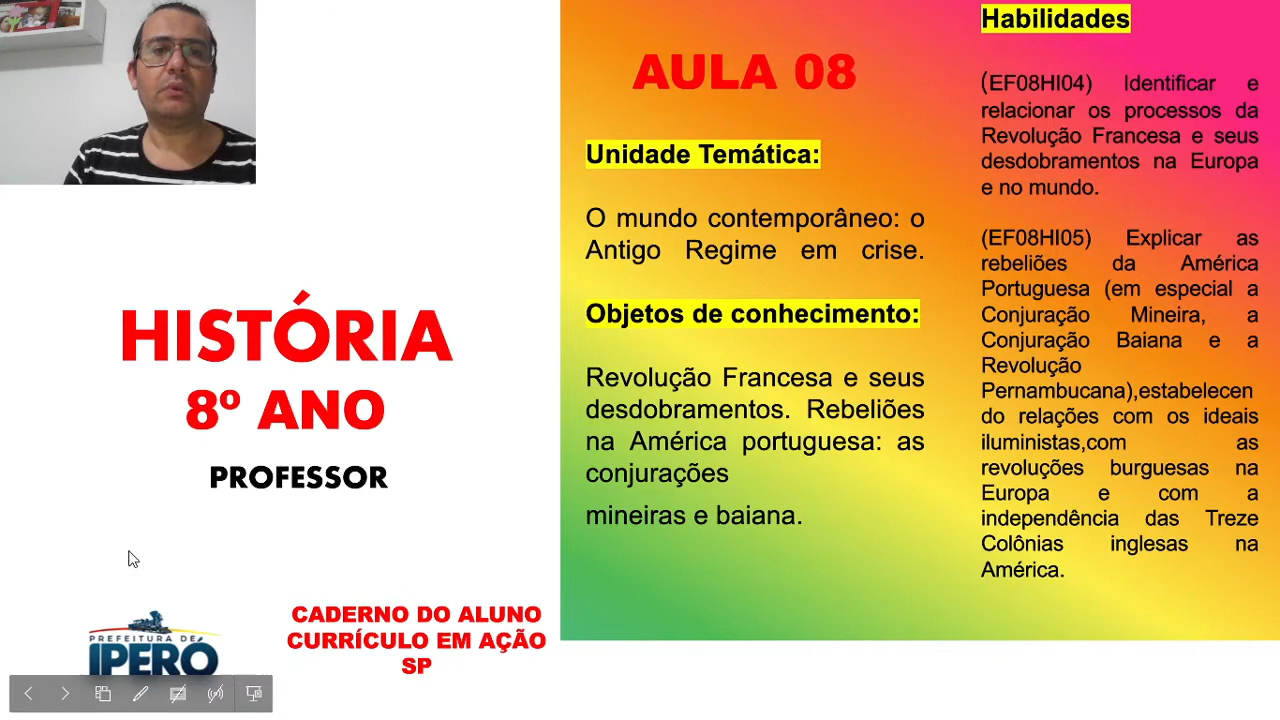 HISTÓRIA
8º ANO
PROFESSOR
PREFEITURA DE
IPERÓ
CADERNO DO ALUNO
CURRÍCULO EM AÇÃO
SP
AULA 08
Unidade Temática:
O mundo contemporâneo: o
Antigo Regime em crise.
Objetos de conhecimento:
Revolução Francesa e seus
desdobramentos. Rebeliões
na América portuguesa: as
conjurações
mineiras e baiana.
Habilidades
(EF08HI04) Identificar e
relacionar os processos da
Revolução Francesa e seus
desdobramentos na Europa
e no mundo.
(EF08HI05) Explicar as
rebeliões da América
Portuguesa (em especial a
Conjuração Mineira, a
Conjuração Baiana e a
Revolução
Pernambucana),estabelecen
do relações com os ideais
iluministas,com as
revoluções burguesas na
Europa e com a
independência das Treze
Colônias inglesas na
América.